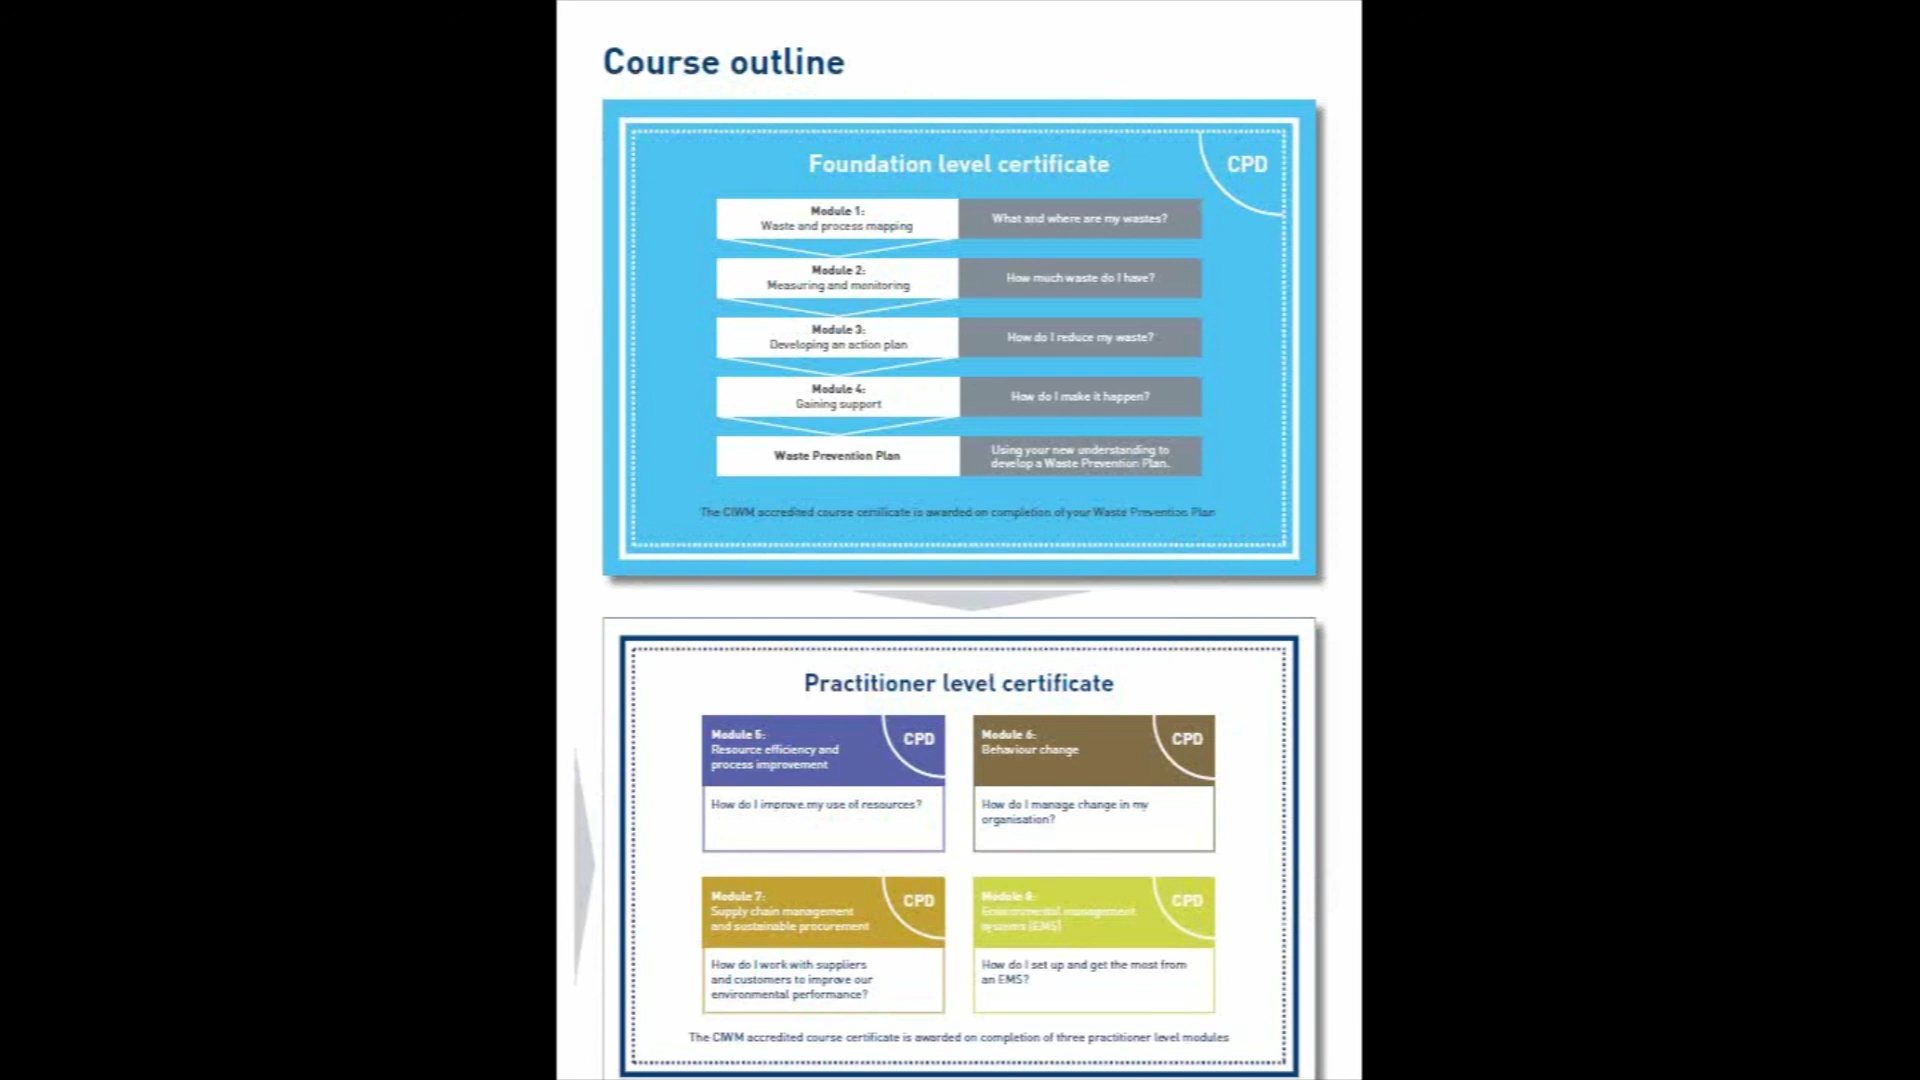 Course outline
Foundation level certificate
CPD
Module 1:
Waste and process mapping
What and where are my wastes?
Module 2:
Measuring and monitoring
How much waste do I have?
Module 3:
Developing an action plan
How do I reduce my waste?
Module 4:
Gaining support
How do I make it happen?
Waste Prevention Plan
Using your new understanding to
develop a Waste Prevention Plan.
The CIWM accredited course certificate is awarded on completion of your Waste Prevention Plan
Practitioner level certificate
Module 5:
Resource efficiency and
process improvement
CPD
How do I improve my use of resources?
Module 6:
Behaviour change
CPD
How do I manage change in my
organisation?
Module 7:
Supply chain management
and sustainable procurement
CPD
How do I work with suppliers
and customers to improve our
environmental performance?
Module 8:
Environmental management
systems (EMS)
CPD
How do I set up and get the most from
an EMS?
The CIWM accredited course certificate is awarded on completion of three practitioner level modules